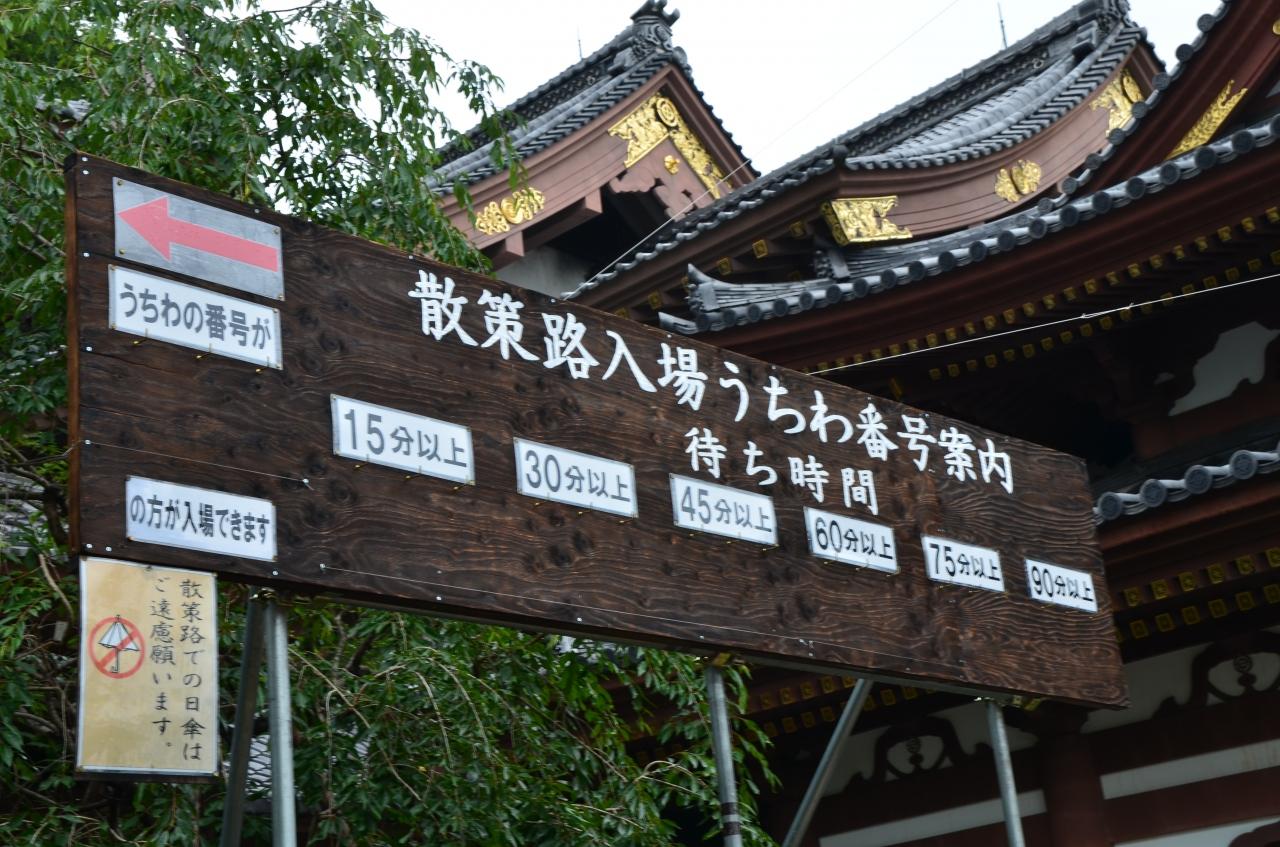 散策路入場うちわ番号案内
待ち時間
うちわの番号が
15分以上
30分以上
45分以上
60分以上
75分以上
90分以上
の方が入場できます
散策路での日傘は
ご遠慮願います。